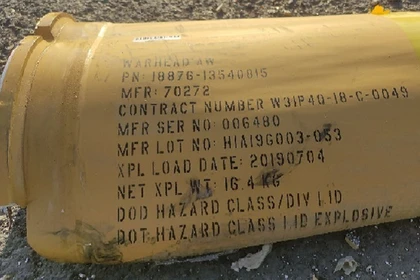 WARHEAD AW
PN: 18876-13540815
MFR: 70272
CONTRACT NUMBER W31P4Q-18-C-0049
MFR SER NO: 006480
MFR LOT NO: HIA19G003-053
XPL LOAD DATE: 20190704
NET XPL WT: 16.4 KG
DOD HAZARD CLASS/DIV 1.1D
DOT HAZARD CLASS 1.1D EXPLOSIVE